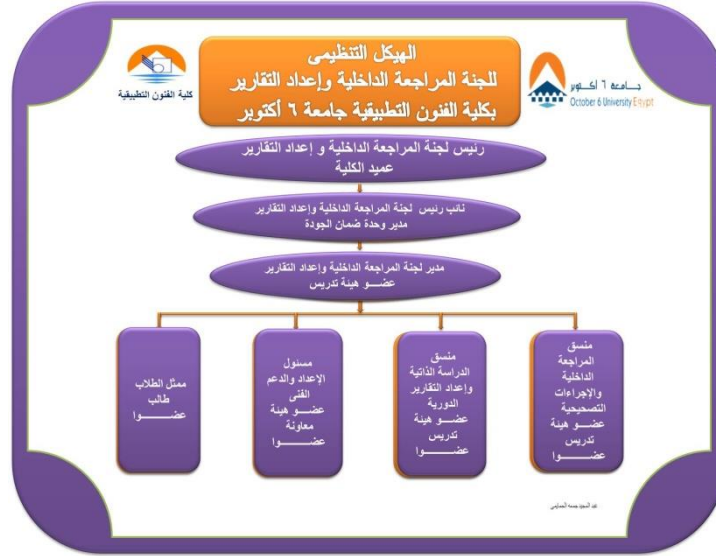 الهيكل التنظيمى
للجنة المراجعة الداخلية وإعداد التقارير
بكلية الفنون التطبيقية جامعة ٦ أكتوبر
كلية الفنون التطبيقية
جامعة ٦ أكتوبر
October 6 University Egypt
رئيس لجنة المراجعة الداخلية و إعداد التقارير
عميد الكلية
نائب رئيس لجنة المراجعة الداخلية وإعداد التقارير
مدير وحدة ضمان الجودة
مدير لجنة المراجعة الداخلية وإعداد التقارير
عضـــو هيئة تدريس
منسق
المراجعة
الداخلية
والإجراءات
التصحيحية
عضـــو هيئة
تدريس
عضـــــــوا
منسق
الدراسة الذاتية
وإعداد التقارير
الدورية
عضـــو هيئة
تدريس
عضـــــــوا
مسئول
الإعداد والدعم
الفنى
عضـــو هيئة
معاونة
عضـــــــوا
ممثل الطلاب
طالب
عضـــــــوا